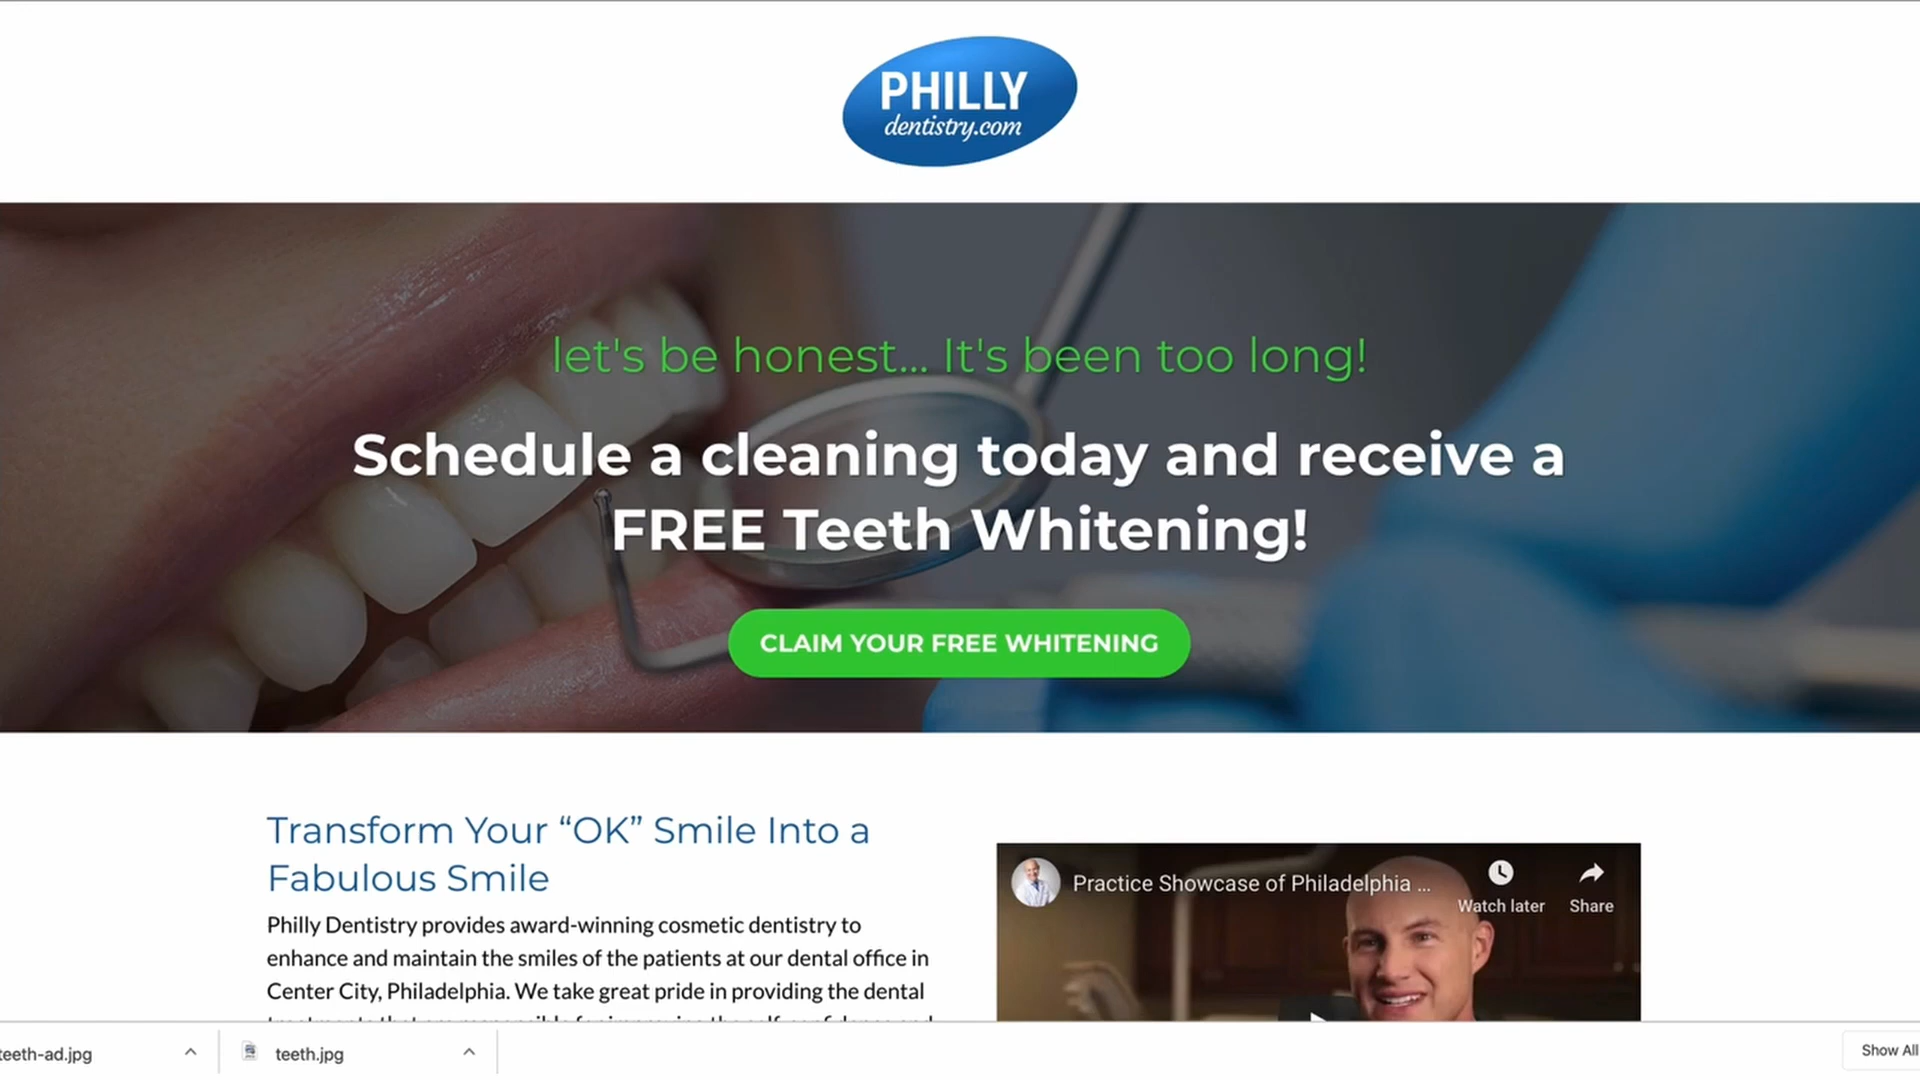 PHILLY
dentistry.com
let's be honest... It's been too long!
Schedule a cleaning today and receive a
FREE Teeth Whitening!
CLAIM YOUR FREE WHITENING
Transform Your “OK” Smile Into a
Fabulous Smile
Philly Dentistry provides award-winning cosmetic dentistry to
enhance and maintain the smiles of the patients at our dental office in
Center City, Philadelphia. We take great pride in providing the dental
Practice Showcase of Philadelphia ...
Watch later
Share
teeth-ad.jpg
teeth.jpg
Show All